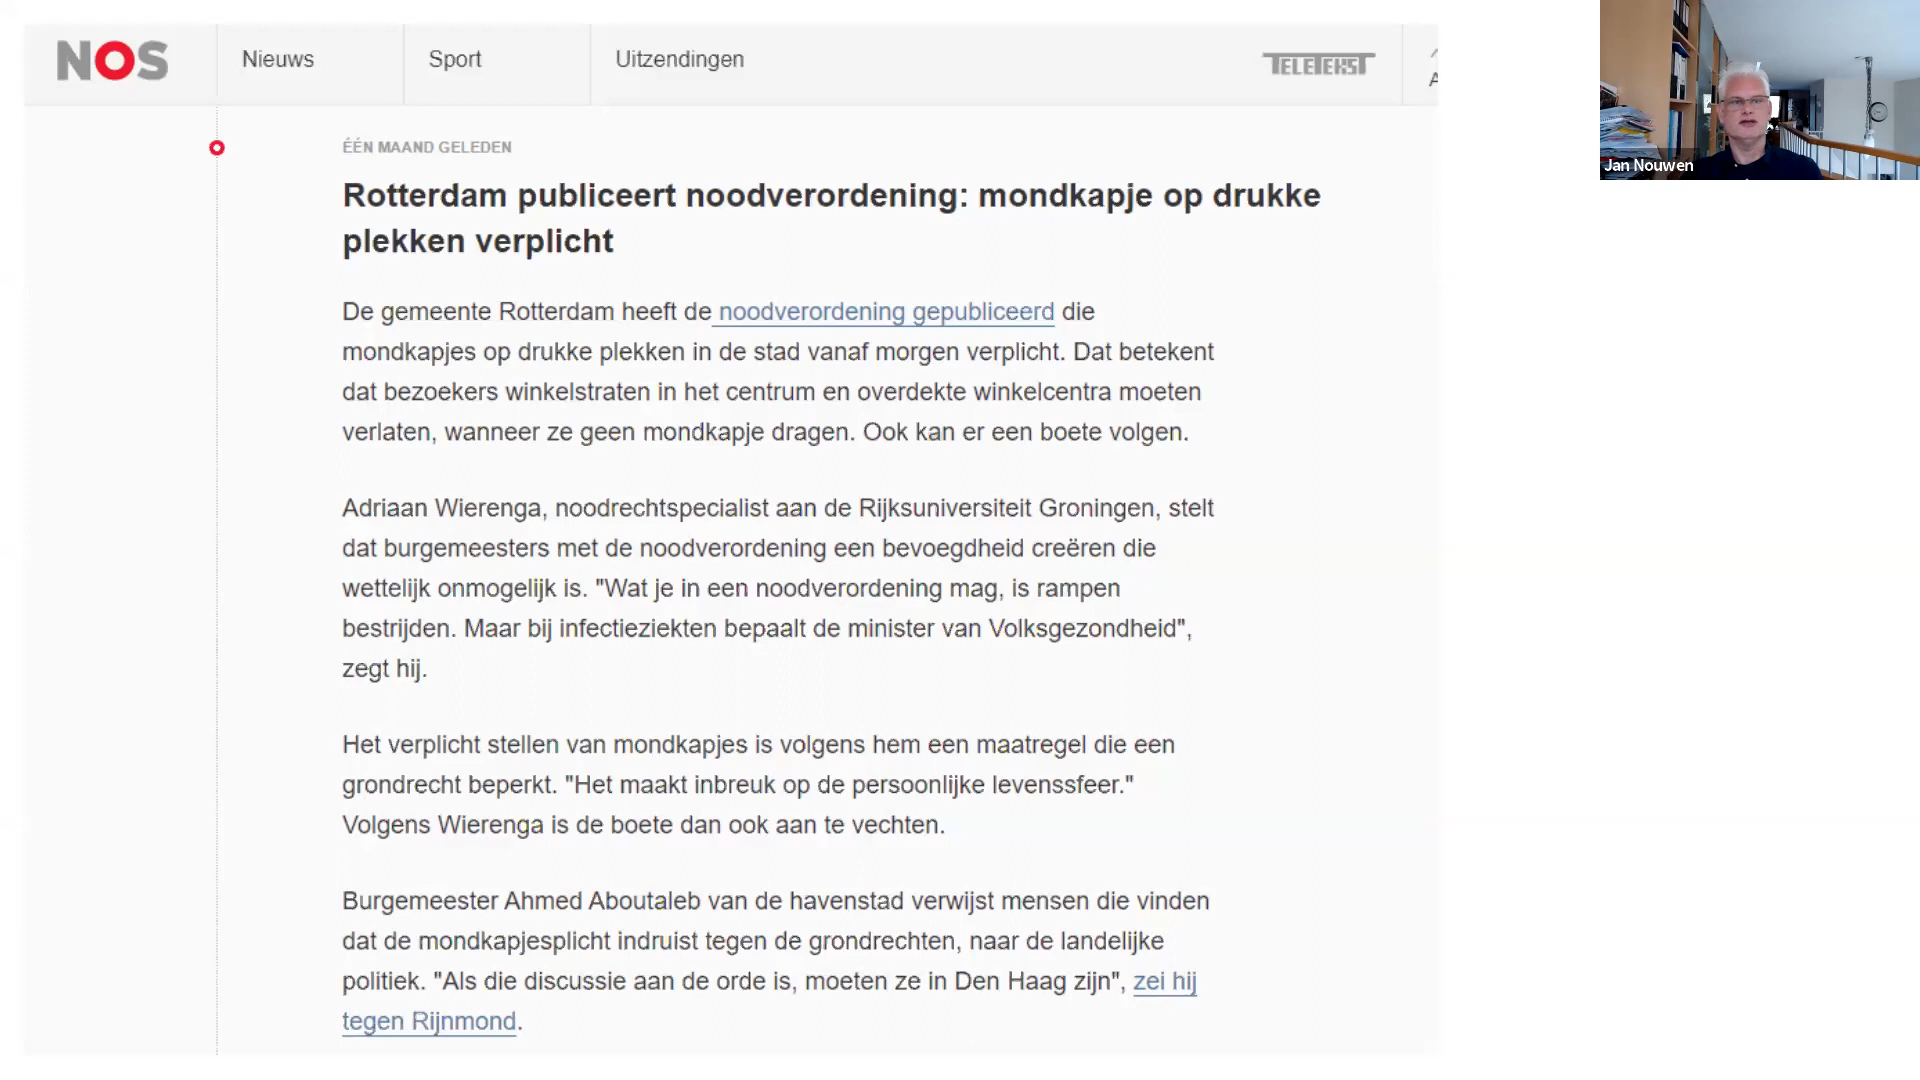 NOS
Nieuws
Sport
Uitzendingen
TELETEKST
Jan Nouwen
ÉÉN MAAND GELEDEN
Rotterdam publiceert noodverordening: mondkapje op drukke
plekken verplicht
De gemeente Rotterdam heeft de noodverordening gepubliceerd die
mondkapjes op drukke plekken in de stad vanaf morgen verplicht. Dat betekent
dat bezoekers winkelstraten in het centrum en overdekte winkelcentra moeten
verlaten, wanneer ze geen mondkapje dragen. Ook kan er een boete volgen.
Adriaan Wierenga, noodrechtspecialist aan de Rijksuniversiteit Groningen, stelt
dat burgemeesters met de noodverordening een bevoegdheid creëren die
wettelijk onmogelijk is. "Wat je in een noodverordening mag, is rampen
bestrijden. Maar bij infectieziekten bepaalt de minister van Volksgezondheid",
zegt hij.
Het verplicht stellen van mondkapjes is volgens hem een maatregel die een
grondrecht beperkt. "Het maakt inbreuk op de persoonlijke levenssfeer."
Volgens Wierenga is de boete dan ook aan te vechten.
Burgemeester Ahmed Aboutaleb van de havenstad verwijst mensen die vinden
dat de mondkapjesplicht indruist tegen de grondrechten, naar de landelijke
politiek. "Als die discussie aan de orde is, moeten ze in Den Haag zijn", zei hij
tegen Rijnmond.